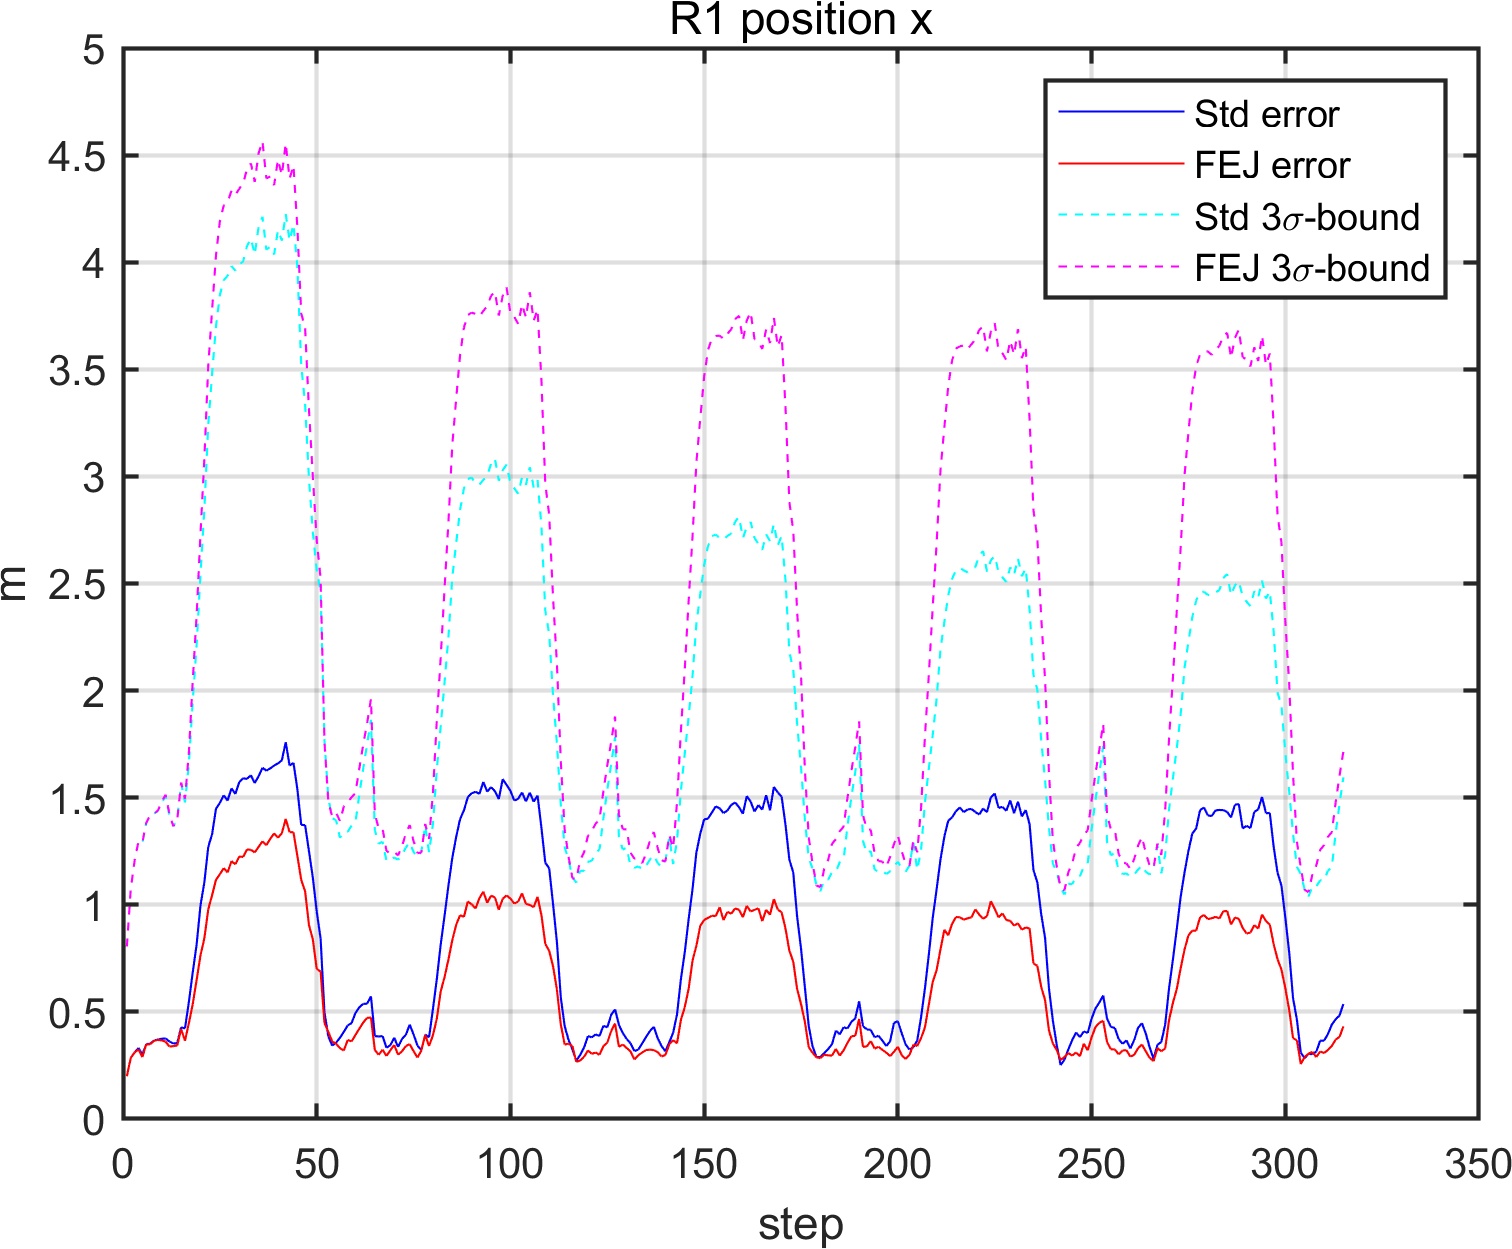 R1 position x
5
4.5
4
3.5
3
2.5
2
1.5
1
0.5
0
m
Std error
FEJ error
Std 3σ-bound
FEJ 3σ-bound
0 50 100 150 200 250 300 350
step